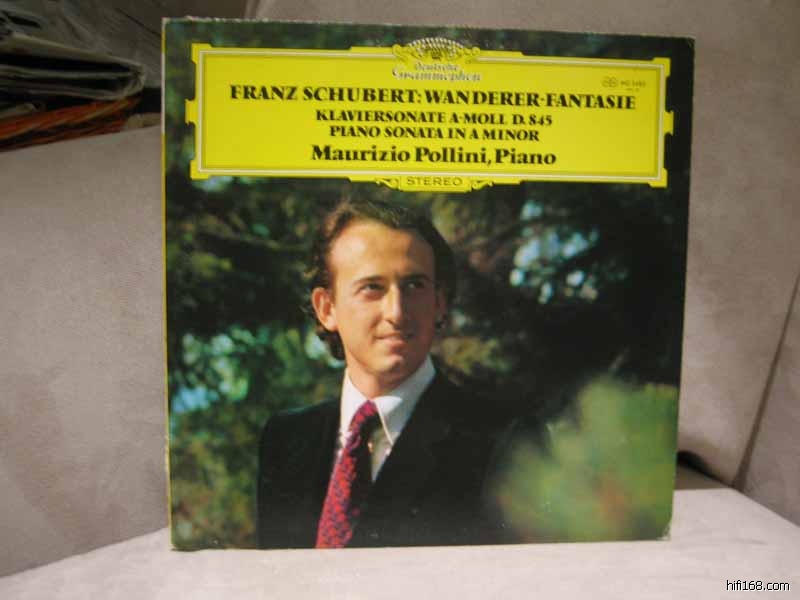 Deutsche
Grammophon
FRANZ SCHUBERT: WANDERER-FANTASIE
KLAVIERSONATE A-MOLL D. 845
PIANO SONATA IN A MINOR
Maurizio Pollini, Piano
STEREO
hifi168.com